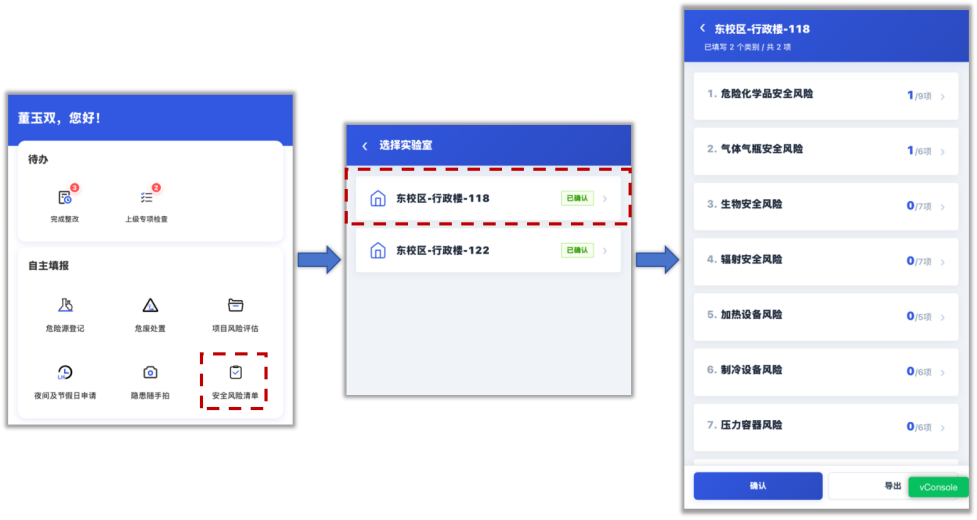 董玉双，您好！
待办
3
2
完成整改
上级专项检查
自主填报
危险源登记
危废处置
项目风险评估
夜间及节假日申请
隐患随手拍
安全风险清单
选择实验室
东校区-行政楼-118
已确认
东校区-行政楼-122
已确认
东校区-行政楼-118
已填写 2 个类别 / 共 2 项
1. 危险化学品安全风险 1/9项
2. 气体气瓶安全风险 1/6项
3. 生物安全风险 0/7项
4. 辐射安全风险 0/7项
5. 加热设备风险 0/5项
6. 制冷设备风险 0/6项
7. 压力容器风险 0/6项
确认
导出
vConsole